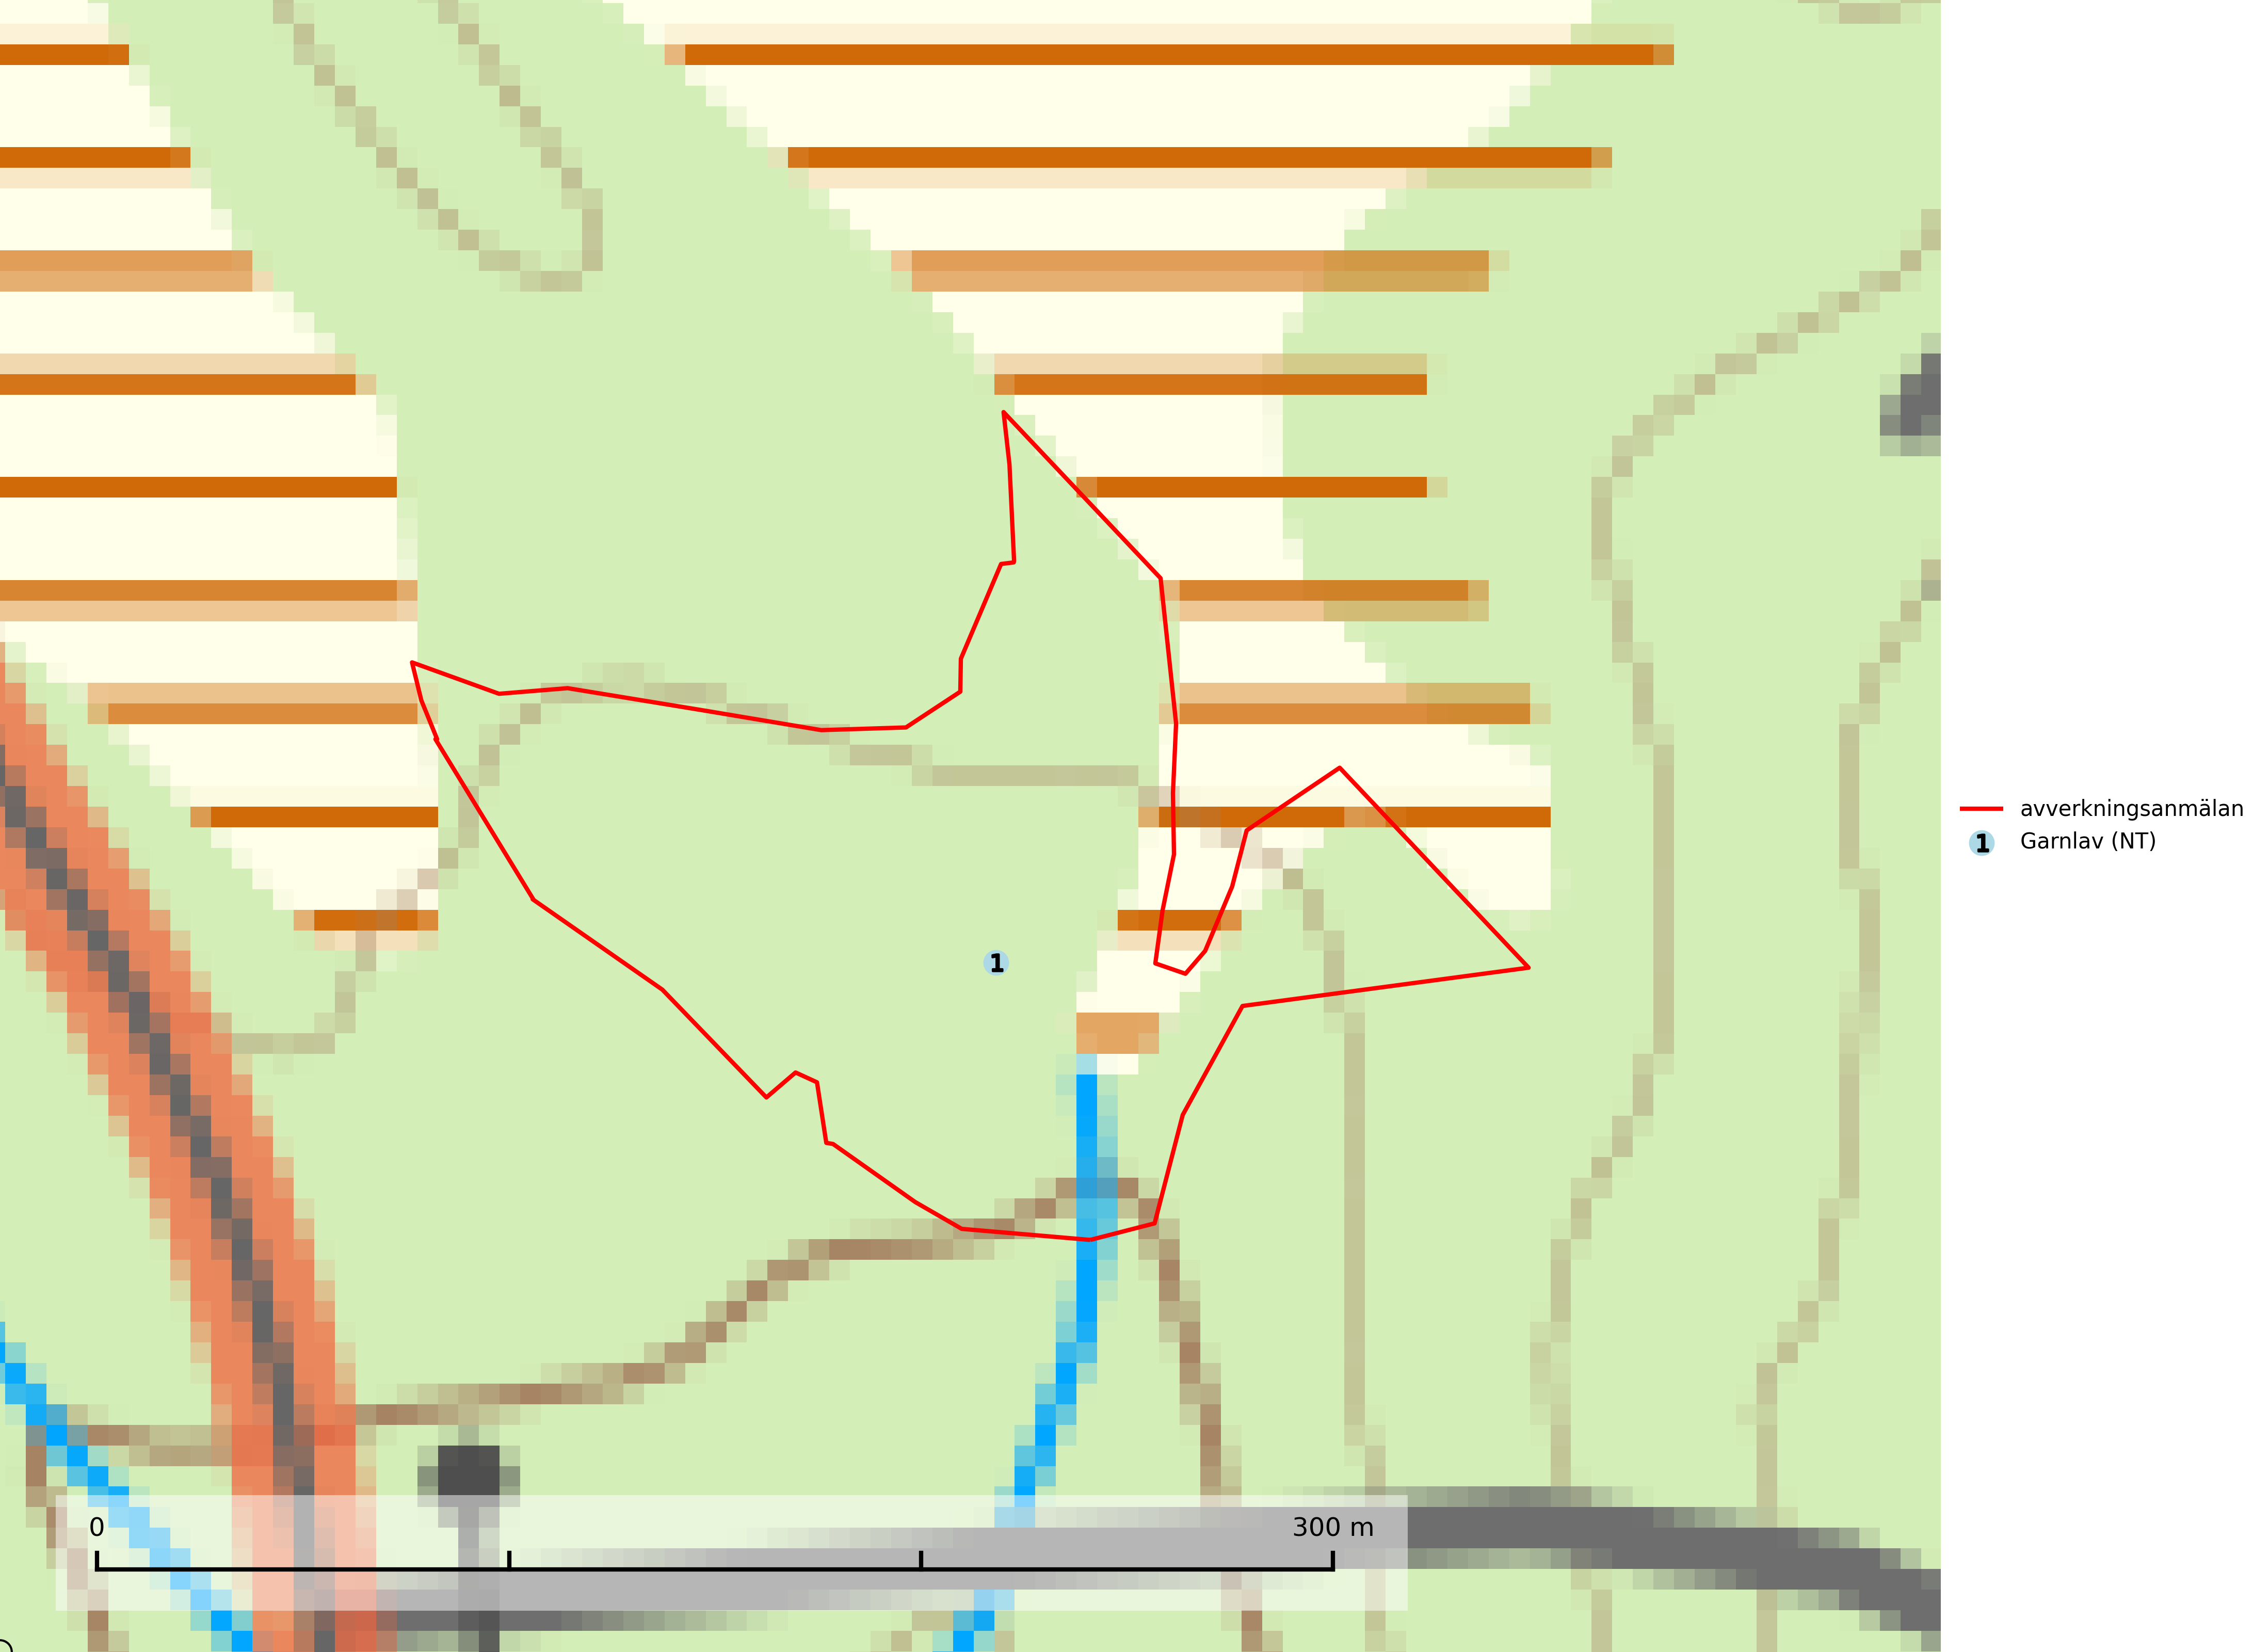 avverkningsanmälan
1 Garnlav (NT)
1
0 300 m